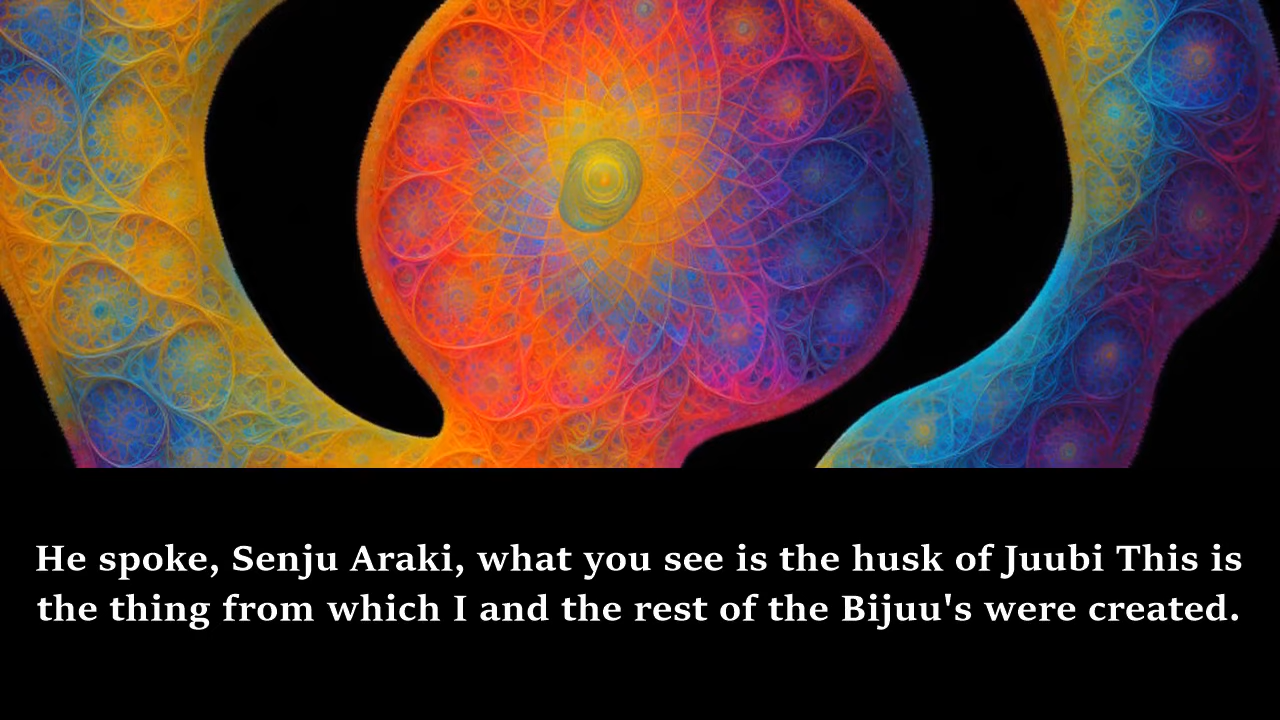 He spoke, Senju Araki, what you see is the husk of Juubi This is
the thing from which I and the rest of the Bijuu's were created.